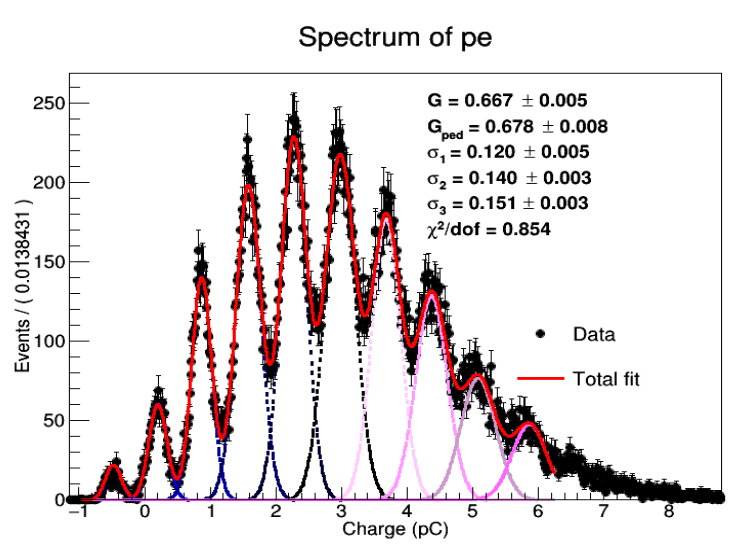 Spectrum of pe
G = 0.667 ± 0.005
Gped = 0.678 ± 0.008
σ1 = 0.120 ± 0.005
σ2 = 0.140 ± 0.003
σ3 = 0.151 ± 0.003
χ²/dof = 0.854
Data
Total fit
Events / ( 0.0138431 )
250
200
150
100
50
0
−1 0 1 2 3 4 5 6 7 8
Charge (pC)